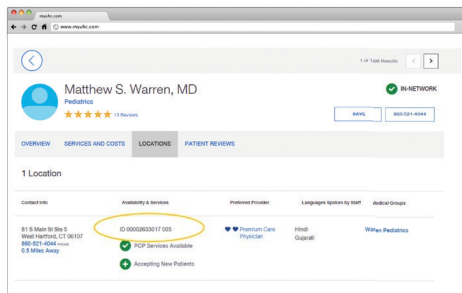 myuhc.com
www.myuhc.com
1 of 1448 Results
Matthew S. Warren, MD
IN-NETWORK
Pediatrics
13 Reviews
SAVE
860-521-4044
OVERVIEW
SERVICES AND COSTS
LOCATIONS
PATIENT REVIEWS
1 Location
Contact Info
Availability & Services
Preferred Provider
Languages Spoken by Staff
Medical Groups
61 S Main St Ste 5
West Hartford, CT 06107
860-521-4044 PHONE
0.5 Miles Away
ID 00002633017 005
PCP Services Available
Accepting New Patients
Premium Care
Physician
Hindi
Gujarati
Warren Pediatrics